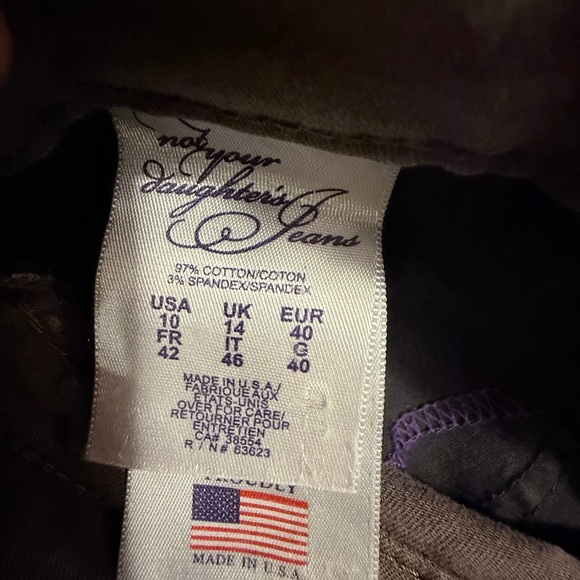 not your
daughter's
Jeans
97% COTTON/COTON
3% SPANDEX/SPANDEX
USA UK EUR
10 14 40
FR IT G
42 46 40
MADE IN U.S.A./
FABRIQUE AUX
ETATS-UNIS
OVER FOR CARE/
RETOURNER POUR
ENTRETIEN
CA# 38554
R / N# 63623
PROUDLY
MADE IN U.S.A